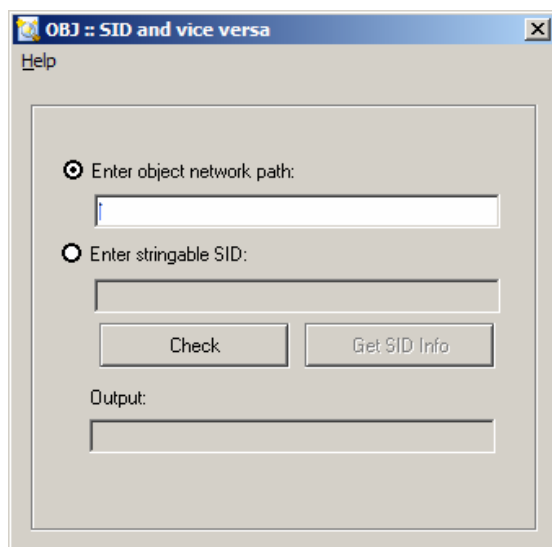 OBJ :: SID and vice versa
Help
Enter object network path:
Enter stringable SID:
Check Get SID Info
Output: